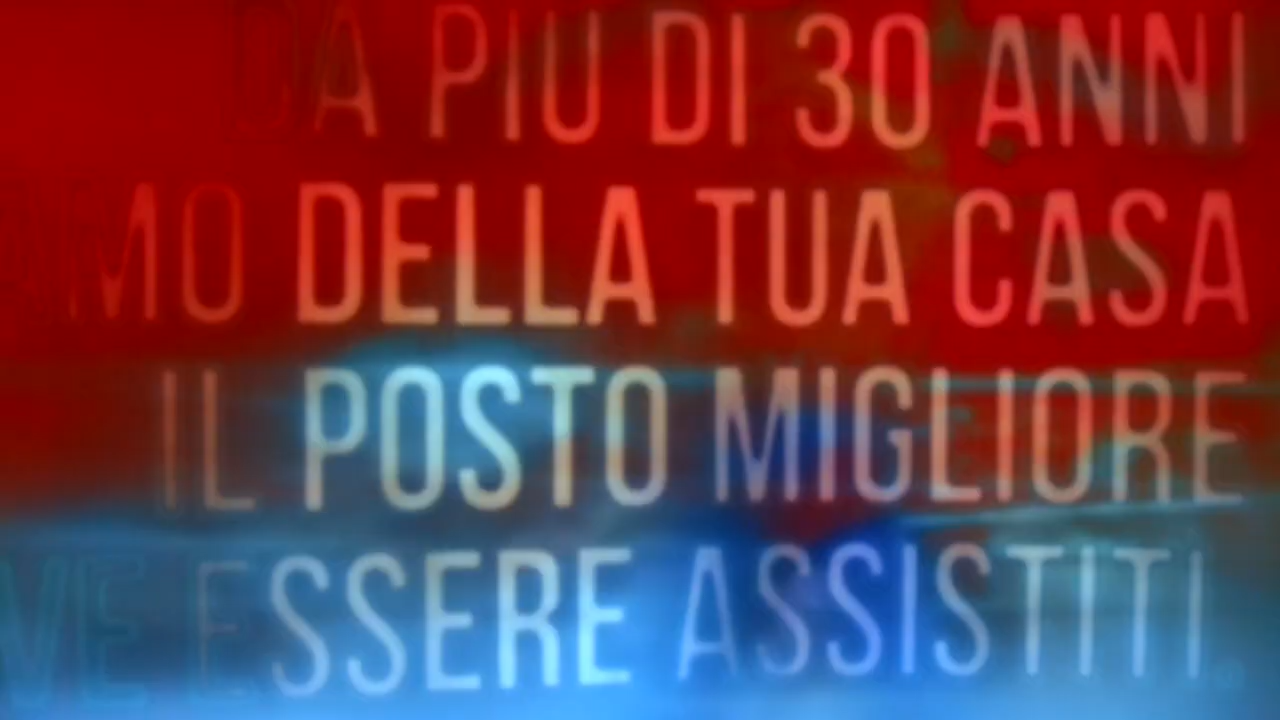 DA PIU DI 30 ANNI
DELLA TUA CASA
IL POSTO MIGLIORE
ESSERE ASSISTITI.